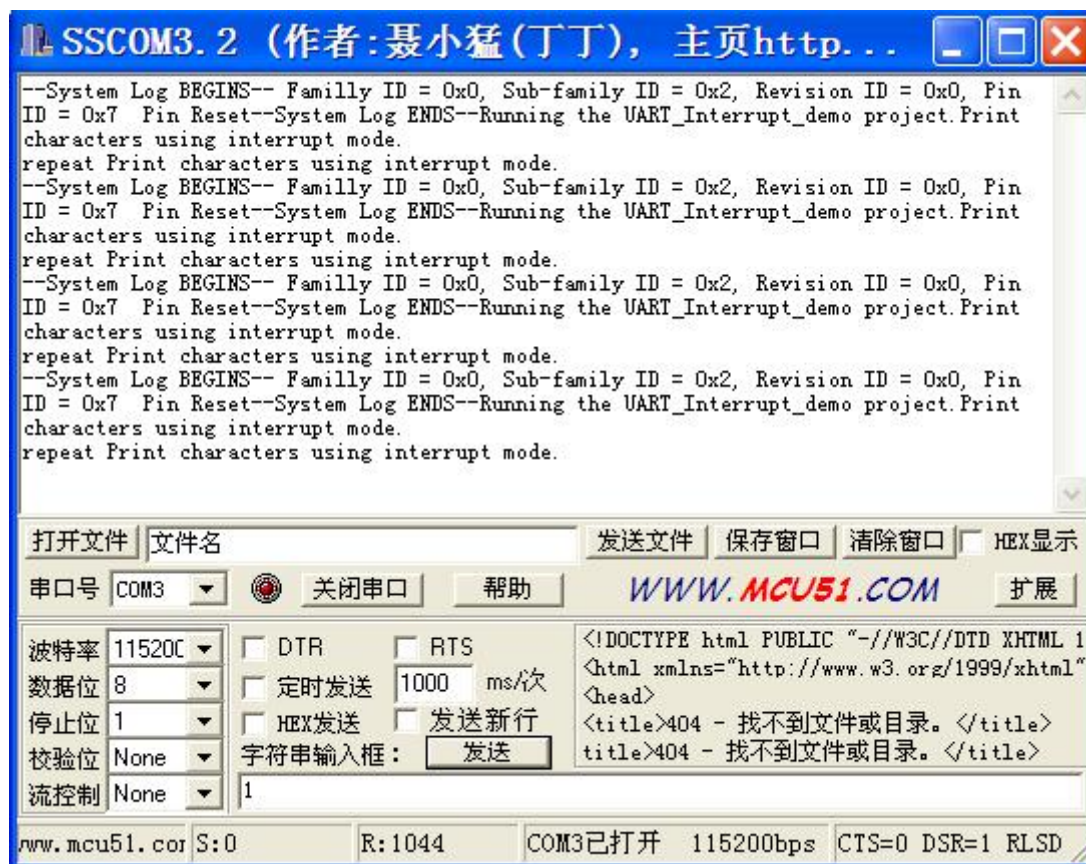 SSCOM3.2 (作者:聂小猛(丁丁), 主页http...
--System Log BEGINS-- Familly ID = 0x0, Sub-family ID = 0x2, Revision ID = 0x0, Pin
ID = 0x7  Pin Reset--System Log ENDS--Running the UART_Interrupt_demo project.Print
characters using interrupt mode.
repeat Print characters using interrupt mode.
--System Log BEGINS-- Familly ID = 0x0, Sub-family ID = 0x2, Revision ID = 0x0, Pin
ID = 0x7  Pin Reset--System Log ENDS--Running the UART_Interrupt_demo project.Print
characters using interrupt mode.
repeat Print characters using interrupt mode.
--System Log BEGINS-- Familly ID = 0x0, Sub-family ID = 0x2, Revision ID = 0x0, Pin
ID = 0x7  Pin Reset--System Log ENDS--Running the UART_Interrupt_demo project.Print
characters using interrupt mode.
repeat Print characters using interrupt mode.
--System Log BEGINS-- Familly ID = 0x0, Sub-family ID = 0x2, Revision ID = 0x0, Pin
ID = 0x7  Pin Reset--System Log ENDS--Running the UART_Interrupt_demo project.Print
characters using interrupt mode.
repeat Print characters using interrupt mode.
打开文件 文件名 发送文件 保存窗口 清除窗口 HEX显示
串口号 COM3 关闭串口 帮助 WWW.MCU51.COM 扩展
波特率 115200 DTR RTS
数据位 8 定时发送 1000 ms/次
停止位 1 HEX发送 发送新行
校验位 None 字符串输入框: 发送
流控制 None 1
<!DOCTYPE html PUBLIC "-//W3C//DTD XHTML 1
<html xmlns="http://www.w3.org/1999/xhtml"
<head>
<title>404 - 找不到文件或目录。</title>
title>404 - 找不到文件或目录。</title>
ww.mcu51.cor S:0 R:1044 COM3已打开 115200bps CTS=0 DSR=1 RLSD